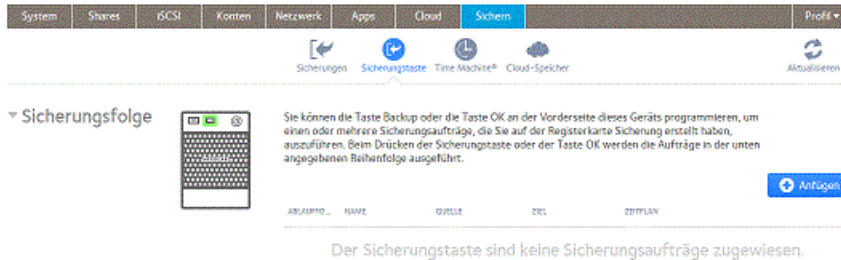 System Shares iSCSI Konten Netzwerk Apps Cloud Sichern Profil
Sicherungen Sicherungstaste Time Machine® Cloud-Speicher Aktualisieren
Sicherungsfolge
Sie können die Taste Backup oder die Taste OK an der Vorderseite dieses Geräts programmieren, um
einen oder mehrere Sicherungsaufträge, die Sie auf der Registerkarte Sicherung erstellt haben,
auszuführen. Beim Drücken der Sicherungstaste oder der Taste OK werden die Aufträge in der unten
angegebenen Reihenfolge ausgeführt.
Anfügen
ABLAUFFO... NAME QUELLE ZIEL ZEITPLAN
Der Sicherungstaste sind keine Sicherungsaufträge zugewiesen.